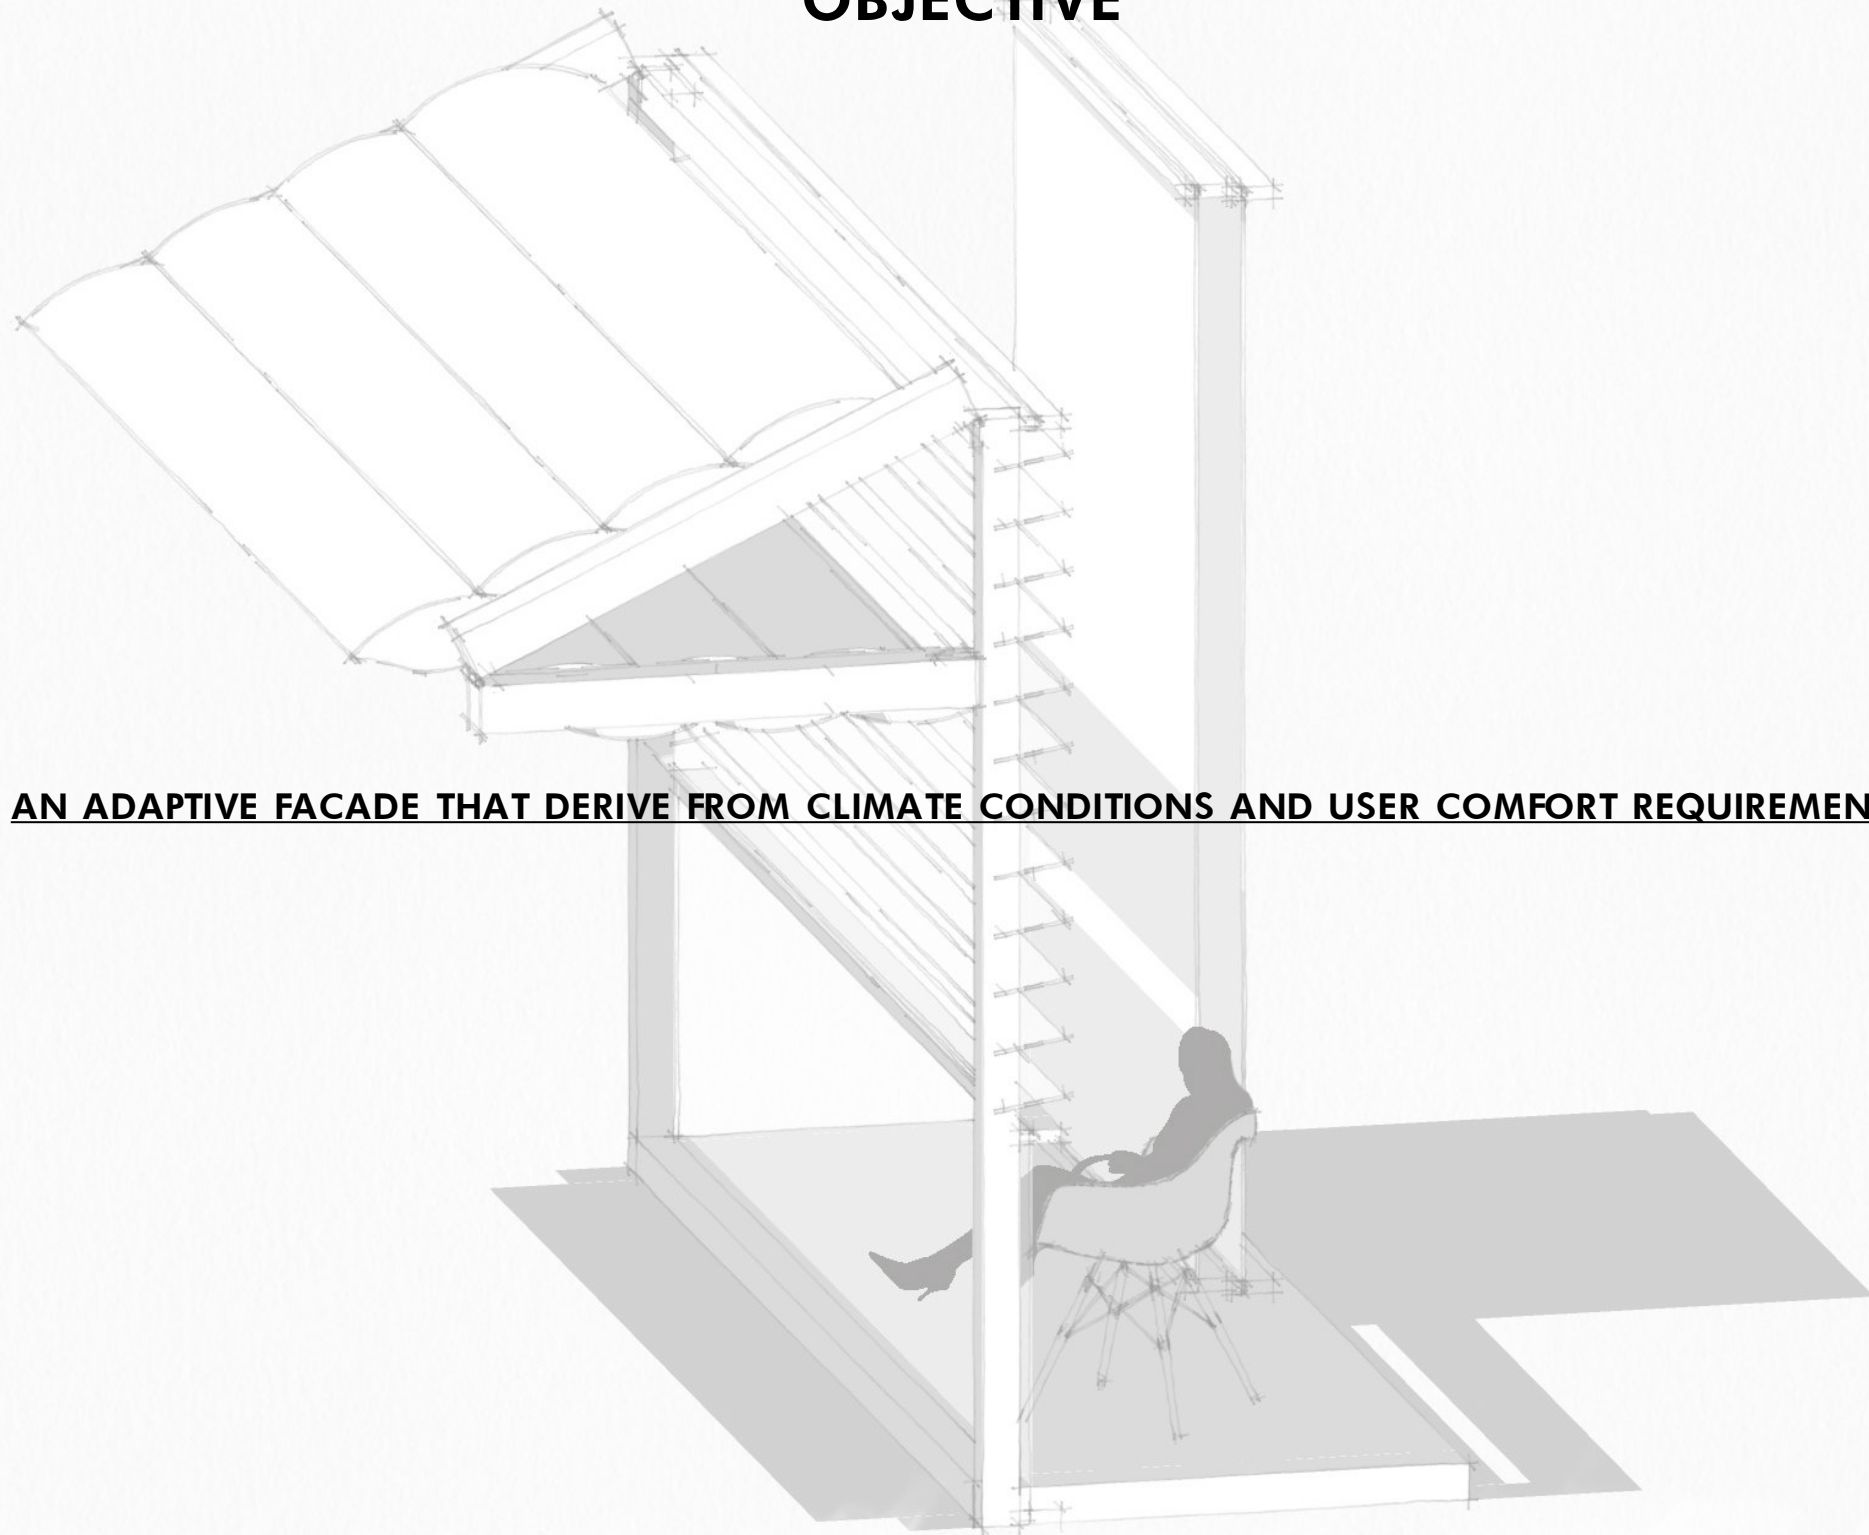 OBJECTIVE
AN ADAPTIVE FACADE THAT DERIVE FROM CLIMATE CONDITIONS AND USER COMFORT REQUIREMEN